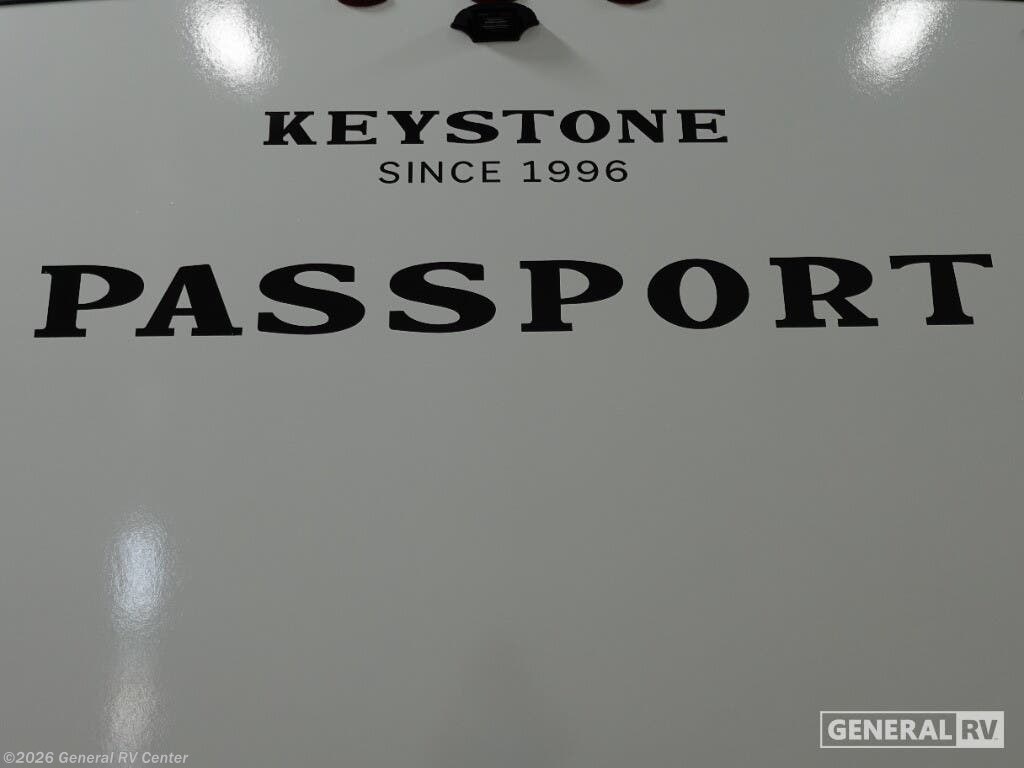 KEYSTONE
SINCE 1996
PASSPORT
GENERAL RV
©2026 General RV Center